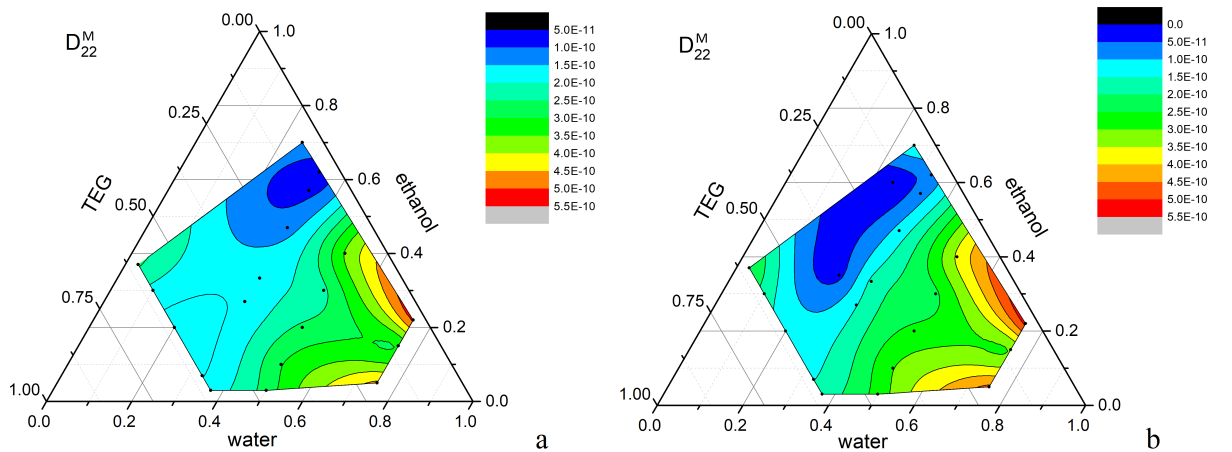 D22M
0.00
1.0
0.25
0.8
TEG
0.50
0.6
ethanol
0.75
0.4
0.2
1.00
0.0
0.0
0.2
0.4
0.6
0.8
1.0
water
a
5.0E-11
1.0E-10
1.5E-10
2.0E-10
2.5E-10
3.0E-10
3.5E-10
4.0E-10
4.5E-10
5.0E-10
5.5E-10
D22M
0.00
1.0
0.25
0.8
TEG
0.50
0.6
ethanol
0.75
0.4
0.2
1.00
0.0
0.0
0.2
0.4
0.6
0.8
1.0
water
b
0.0
5.0E-11
1.0E-10
1.5E-10
2.0E-10
2.5E-10
3.0E-10
3.5E-10
4.0E-10
4.5E-10
5.0E-10
5.5E-10